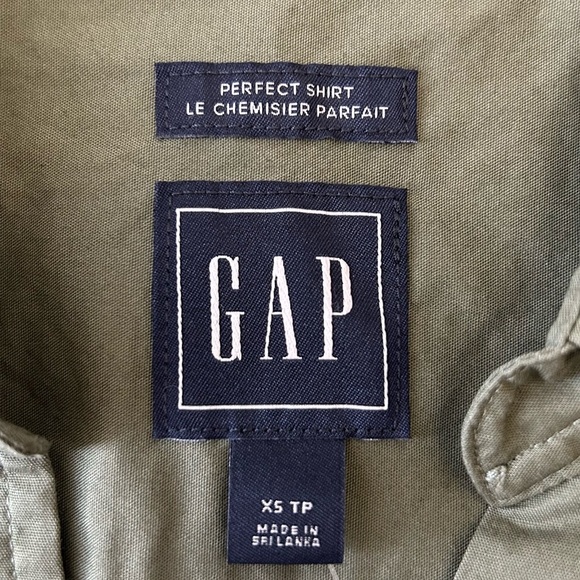 PERFECT SHIRT
LE CHEMISIER PARFAIT
GAP
XS TP
MADE IN
SRI LANKA